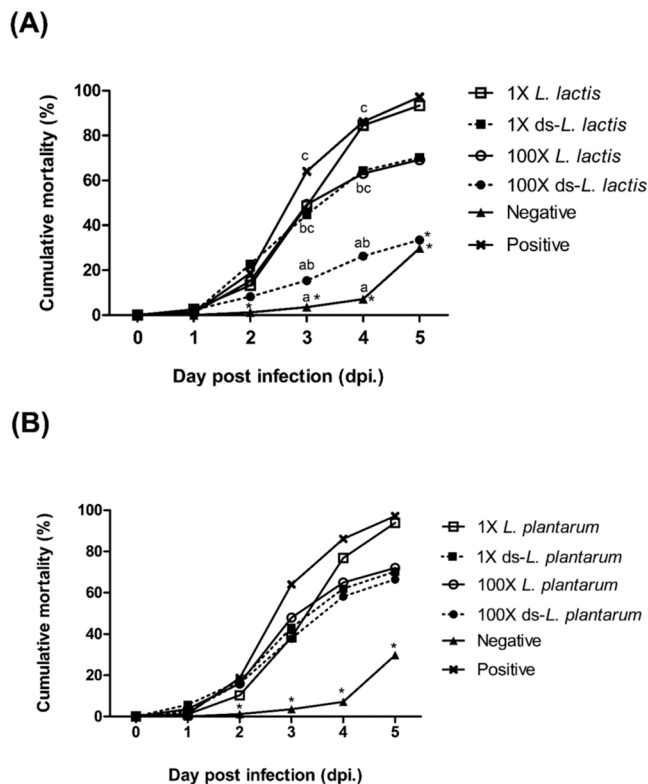 (A)
100
80
60
40
20
0
Cumulative mortality (%)
c
c
bc
bc
ab
ab
a
a
*
*
*
*
*
0 1 2 3 4 5
Day post infection (dpi.)
1X L. lactis
1X ds-L. lactis
100X L. lactis
100X ds-L. lactis
Negative
Positive
(B)
100
80
60
40
20
0
Cumulative mortality (%)
*
*
*
*
0 1 2 3 4 5
Day post infection (dpi.)
1X L. plantarum
1X ds-L. plantarum
100X L. plantarum
100X ds-L. plantarum
Negative
Positive